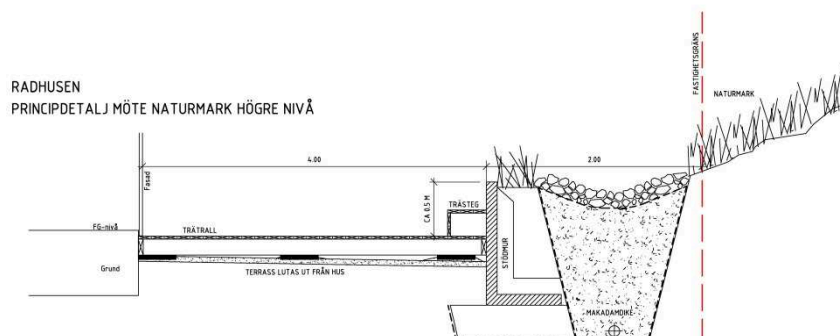 RADHUSEN
PRINCIPDETALJ MÖTE NATURMARK HÖGRE NIVÅ
FASTIGHETSGRÄNS
NATURMARK
4.00
2.00
Fasad
CA 0.5 M
TRÄSTEG
FG-nivå
TRÄTRALL
STÖDMUR
Grund
TERRASS LUTAS UT FRÅN HUS
MAKADAMDIKE